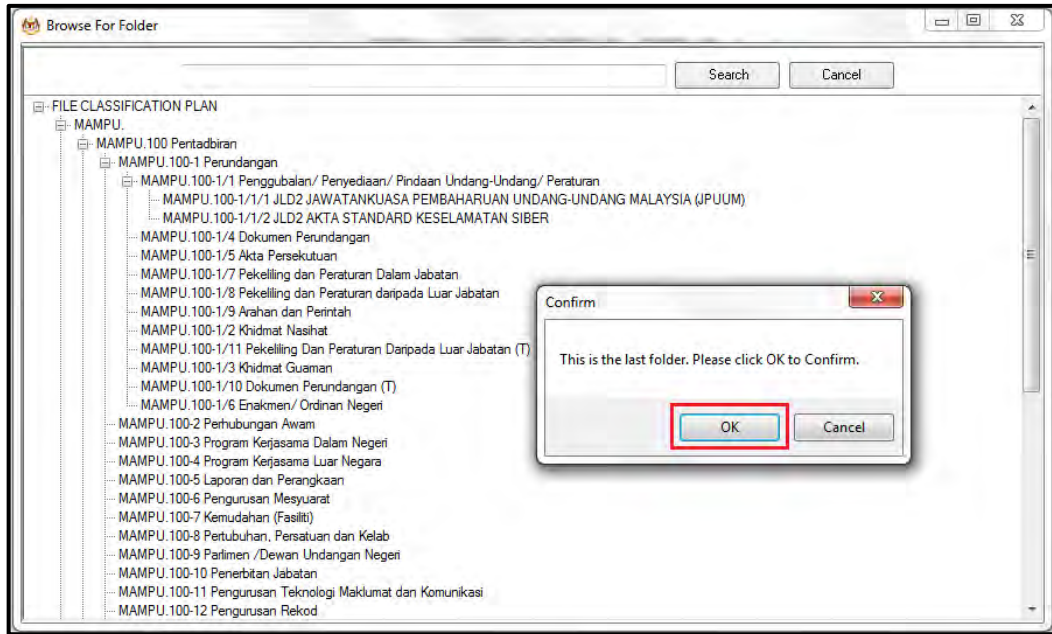 Browse For Folder
Search Cancel
FILE CLASSIFICATION PLAN
MAMPU.
MAMPU.100 Pentadbiran
MAMPU.100-1 Perundangan
MAMPU.100-1/1 Penggubalan/ Penyediaan/ Pindaan Undang-Undang/ Peraturan
MAMPU.100-1/1/1 JLD2 JAWATANKUASA PEMBAHARUAN UNDANG-UNDANG MALAYSIA (JPUUM)
MAMPU.100-1/1/2 JLD2 AKTA STANDARD KESELAMATAN SIBER
MAMPU.100-1/4 Dokumen Perundangan
MAMPU.100-1/5 Akta Persekutuan
MAMPU.100-1/7 Pekeliling dan Peraturan Dalam Jabatan
MAMPU.100-1/8 Pekeliling dan Peraturan daripada Luar Jabatan
MAMPU.100-1/9 Arahan dan Perintah
MAMPU.100-1/2 Khidmat Nasihat
MAMPU.100-1/11 Pekeliling Dan Peraturan Daripada Luar Jabatan (T)
MAMPU.100-1/3 Khidmat Guaman
MAMPU.100-1/10 Dokumen Perundangan (T)
MAMPU.100-1/6 Enakmen/ Ordinan Negeri
MAMPU.100-2 Perhubungan Awam
MAMPU.100-3 Program Kerjasama Dalam Negeri
MAMPU.100-4 Program Kerjasama Luar Negara
MAMPU.100-5 Laporan dan Perangkaan
MAMPU.100-6 Pengurusan Mesyuarat
MAMPU.100-7 Kemudahan (Fasiliti)
MAMPU.100-8 Pertubuhan, Persatuan dan Kelab
MAMPU.100-9 Parlimen /Dewan Undangan Negeri
MAMPU.100-10 Penerbitan Jabatan
MAMPU.100-11 Pengurusan Teknologi Maklumat dan Komunikasi
MAMPU.100-12 Pengurusan Rekod
Confirm
This is the last folder. Please click OK to Confirm.
OK Cancel